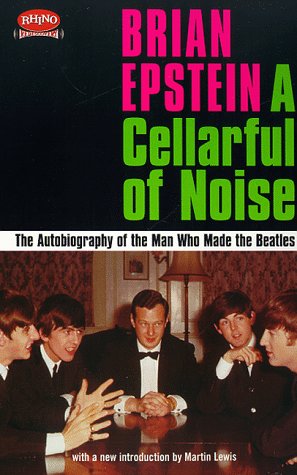 RHINO
REDISCOVERY
BRIAN
EPSTEIN A
Cellarful
of Noise
The Autobiography of the Man Who Made the Beatles
with a new introduction by Martin Lewis